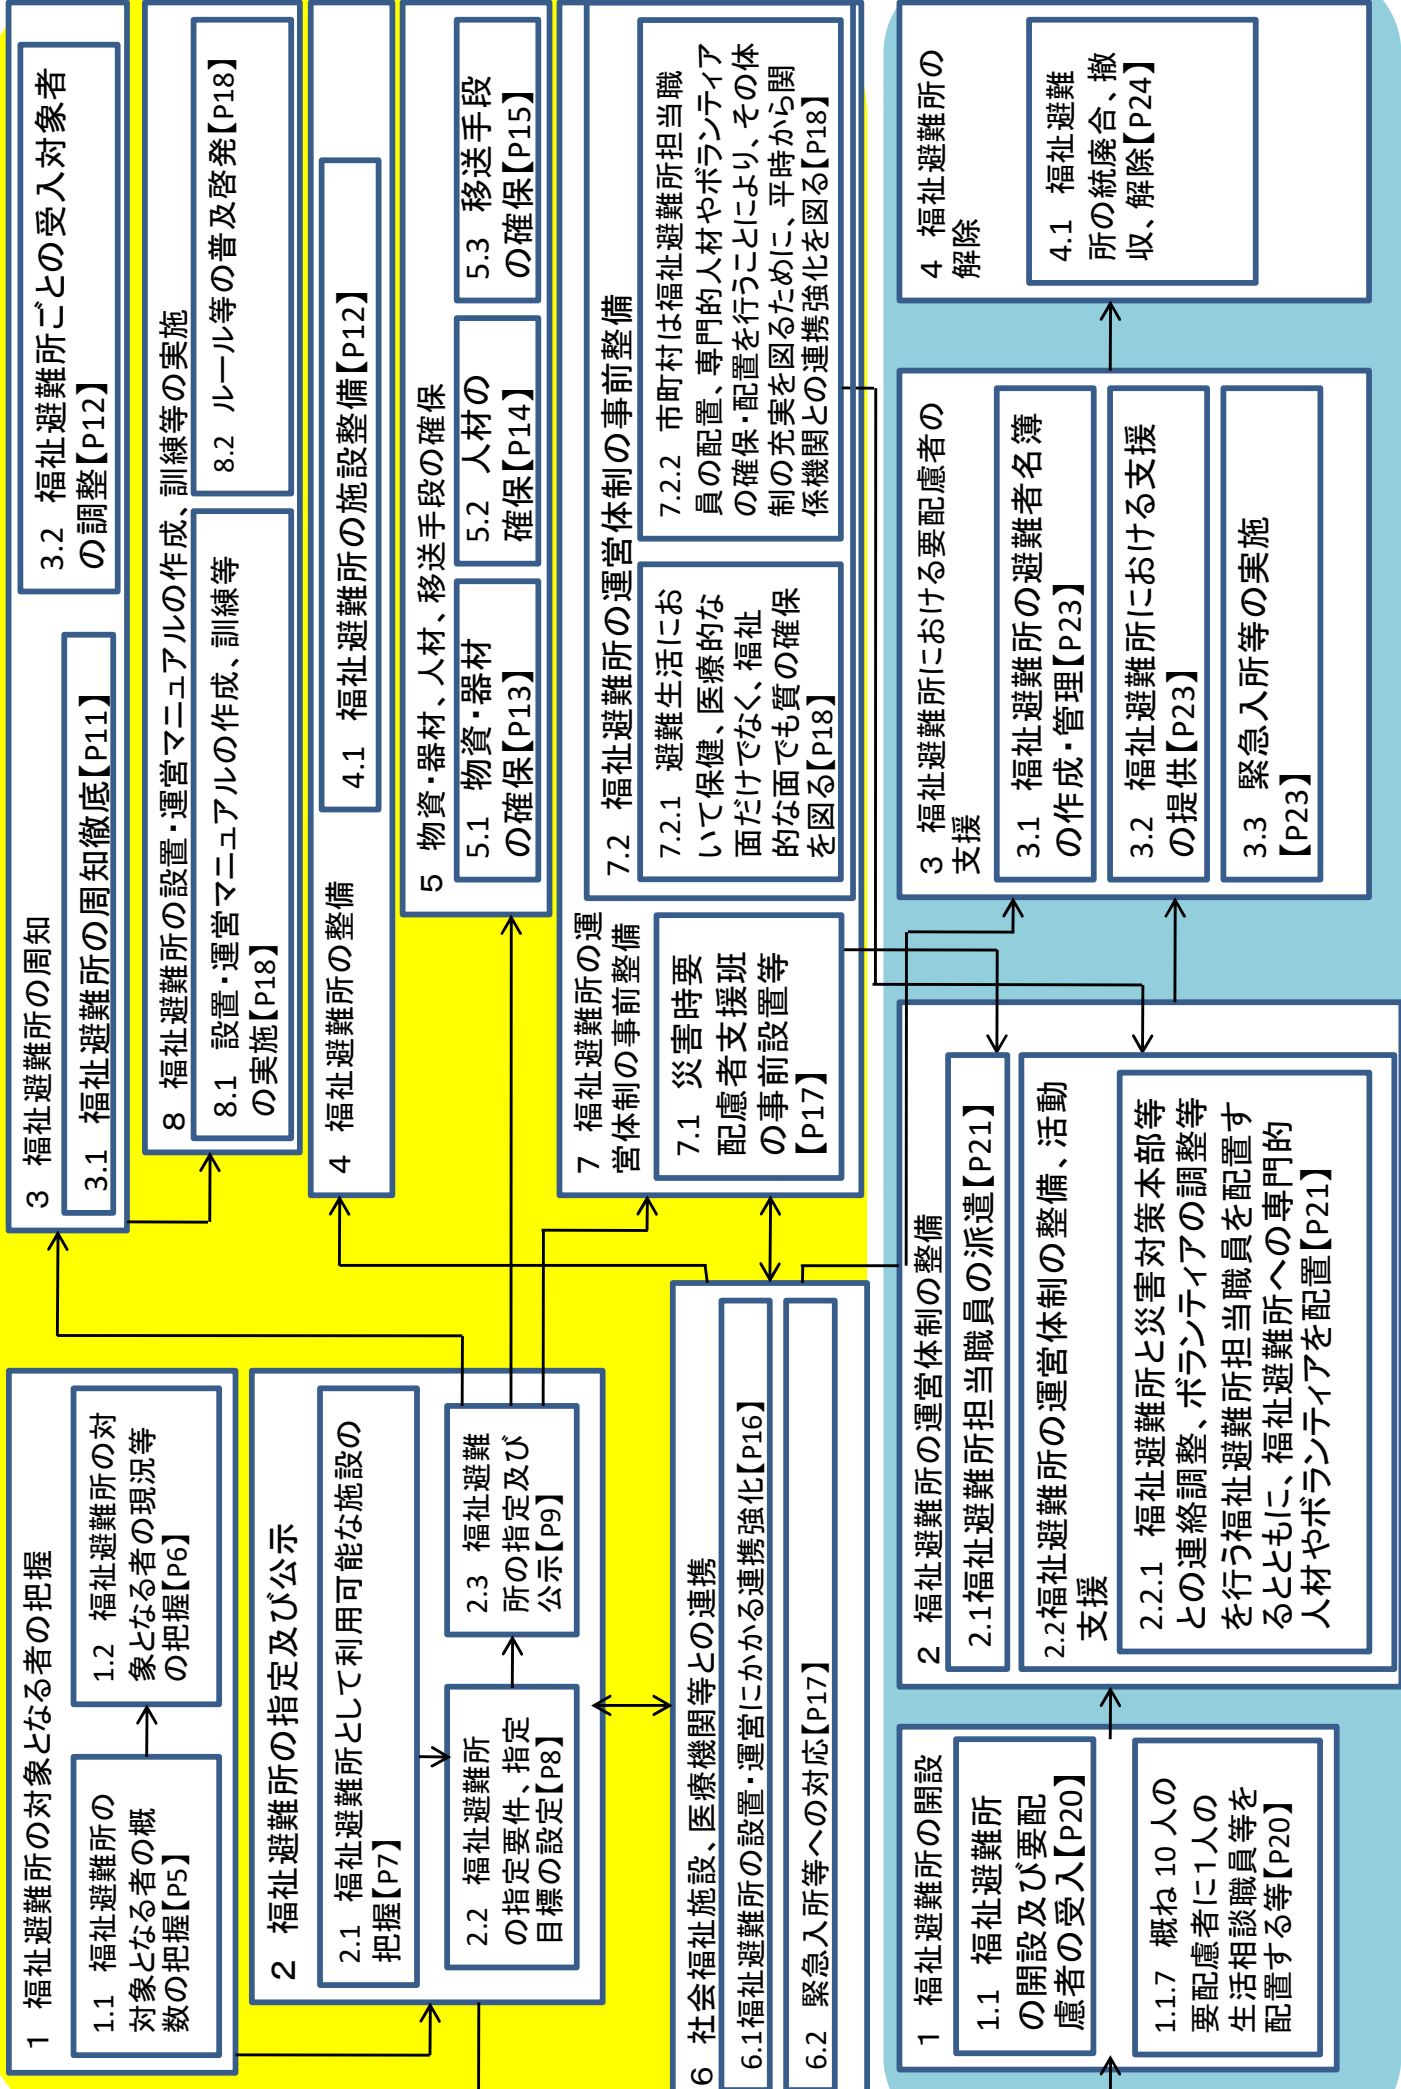 1 福祉避難所の対象となる者の把握
1.1 福祉避難所の
対象となる者の概
数の把握【P5】
1.2 福祉避難所の対
象となる者の現況等
の把握【P6】
2 福祉避難所の指定及び公示
2.1 福祉避難所として利用可能な施設の
把握【P7】
2.2 福祉避難所
の指定要件、指定
目標の設定【P8】
2.3 福祉避難
所の指定及び
公示【P9】
3 福祉避難所の周知
3.1 福祉避難所の周知徹底【P11】
3.2 福祉避難所ごとの受入対象者
の調整【P12】
8 福祉避難所の設置・運営マニュアルの作成、訓練等の実施
8.1 設置・運営マニュアルの作成、訓練等
の実施【P18】
8.2 ルール等の普及啓発【P18】
4 福祉避難所の整備
4.1 福祉避難所の施設整備【P12】
5 物資・器材、人材、移送手段の確保
5.1 物資・器材
の確保【P13】
5.2 人材の
確保【P14】
5.3 移送手段
の確保【P15】
6 社会福祉施設、医療機関等との連携
6.1福祉避難所の設置・運営にかかる連携強化【P16】
6.2 緊急入所等への対応【P17】
7 福祉避難所の運
営体制の事前整備
7.1 災害時要
配慮者支援班
の事前設置等
【P17】
7.2 福祉避難所の運営体制の事前整備
7.2.1 避難生活にお
いて保健、医療的な
面だけでなく、福祉
的な面でも質の確保
を図る【P18】
7.2.2 市町村は福祉避難所担当職
員の配置、専門的人材やボランティア
の確保・配置を行うことにより、その体
制の充実を図るために、平時から関
係機関との連携強化を図る【P18】
1 福祉避難所の開設
1.1 福祉避難所
の開設及び要配
慮者の受入【P20】
1.1.7 概ね10人の
要配慮者に1人の
生活相談職員等を
配置する等【P20】
2 福祉避難所の運営体制の整備
2.1福祉避難所担当職員の派遣【P21】
2.2福祉避難所の運営体制の整備、活動
支援
2.2.1 福祉避難所と災害対策本部等
との連絡調整、ボランティアの調整等
を行う福祉避難所担当職員を配置す
るとともに、福祉避難所への専門的
人材やボランティアを配置【P21】
3 福祉避難所における要配慮者の
支援
3.1 福祉避難所の避難者名簿
の作成・管理【P23】
3.2 福祉避難所における支援
の提供【P23】
3.3 緊急入所等の実施
【P23】
4 福祉避難所の
解除
4.1 福祉避難
所の統廃合、撤
収、解除【P24】